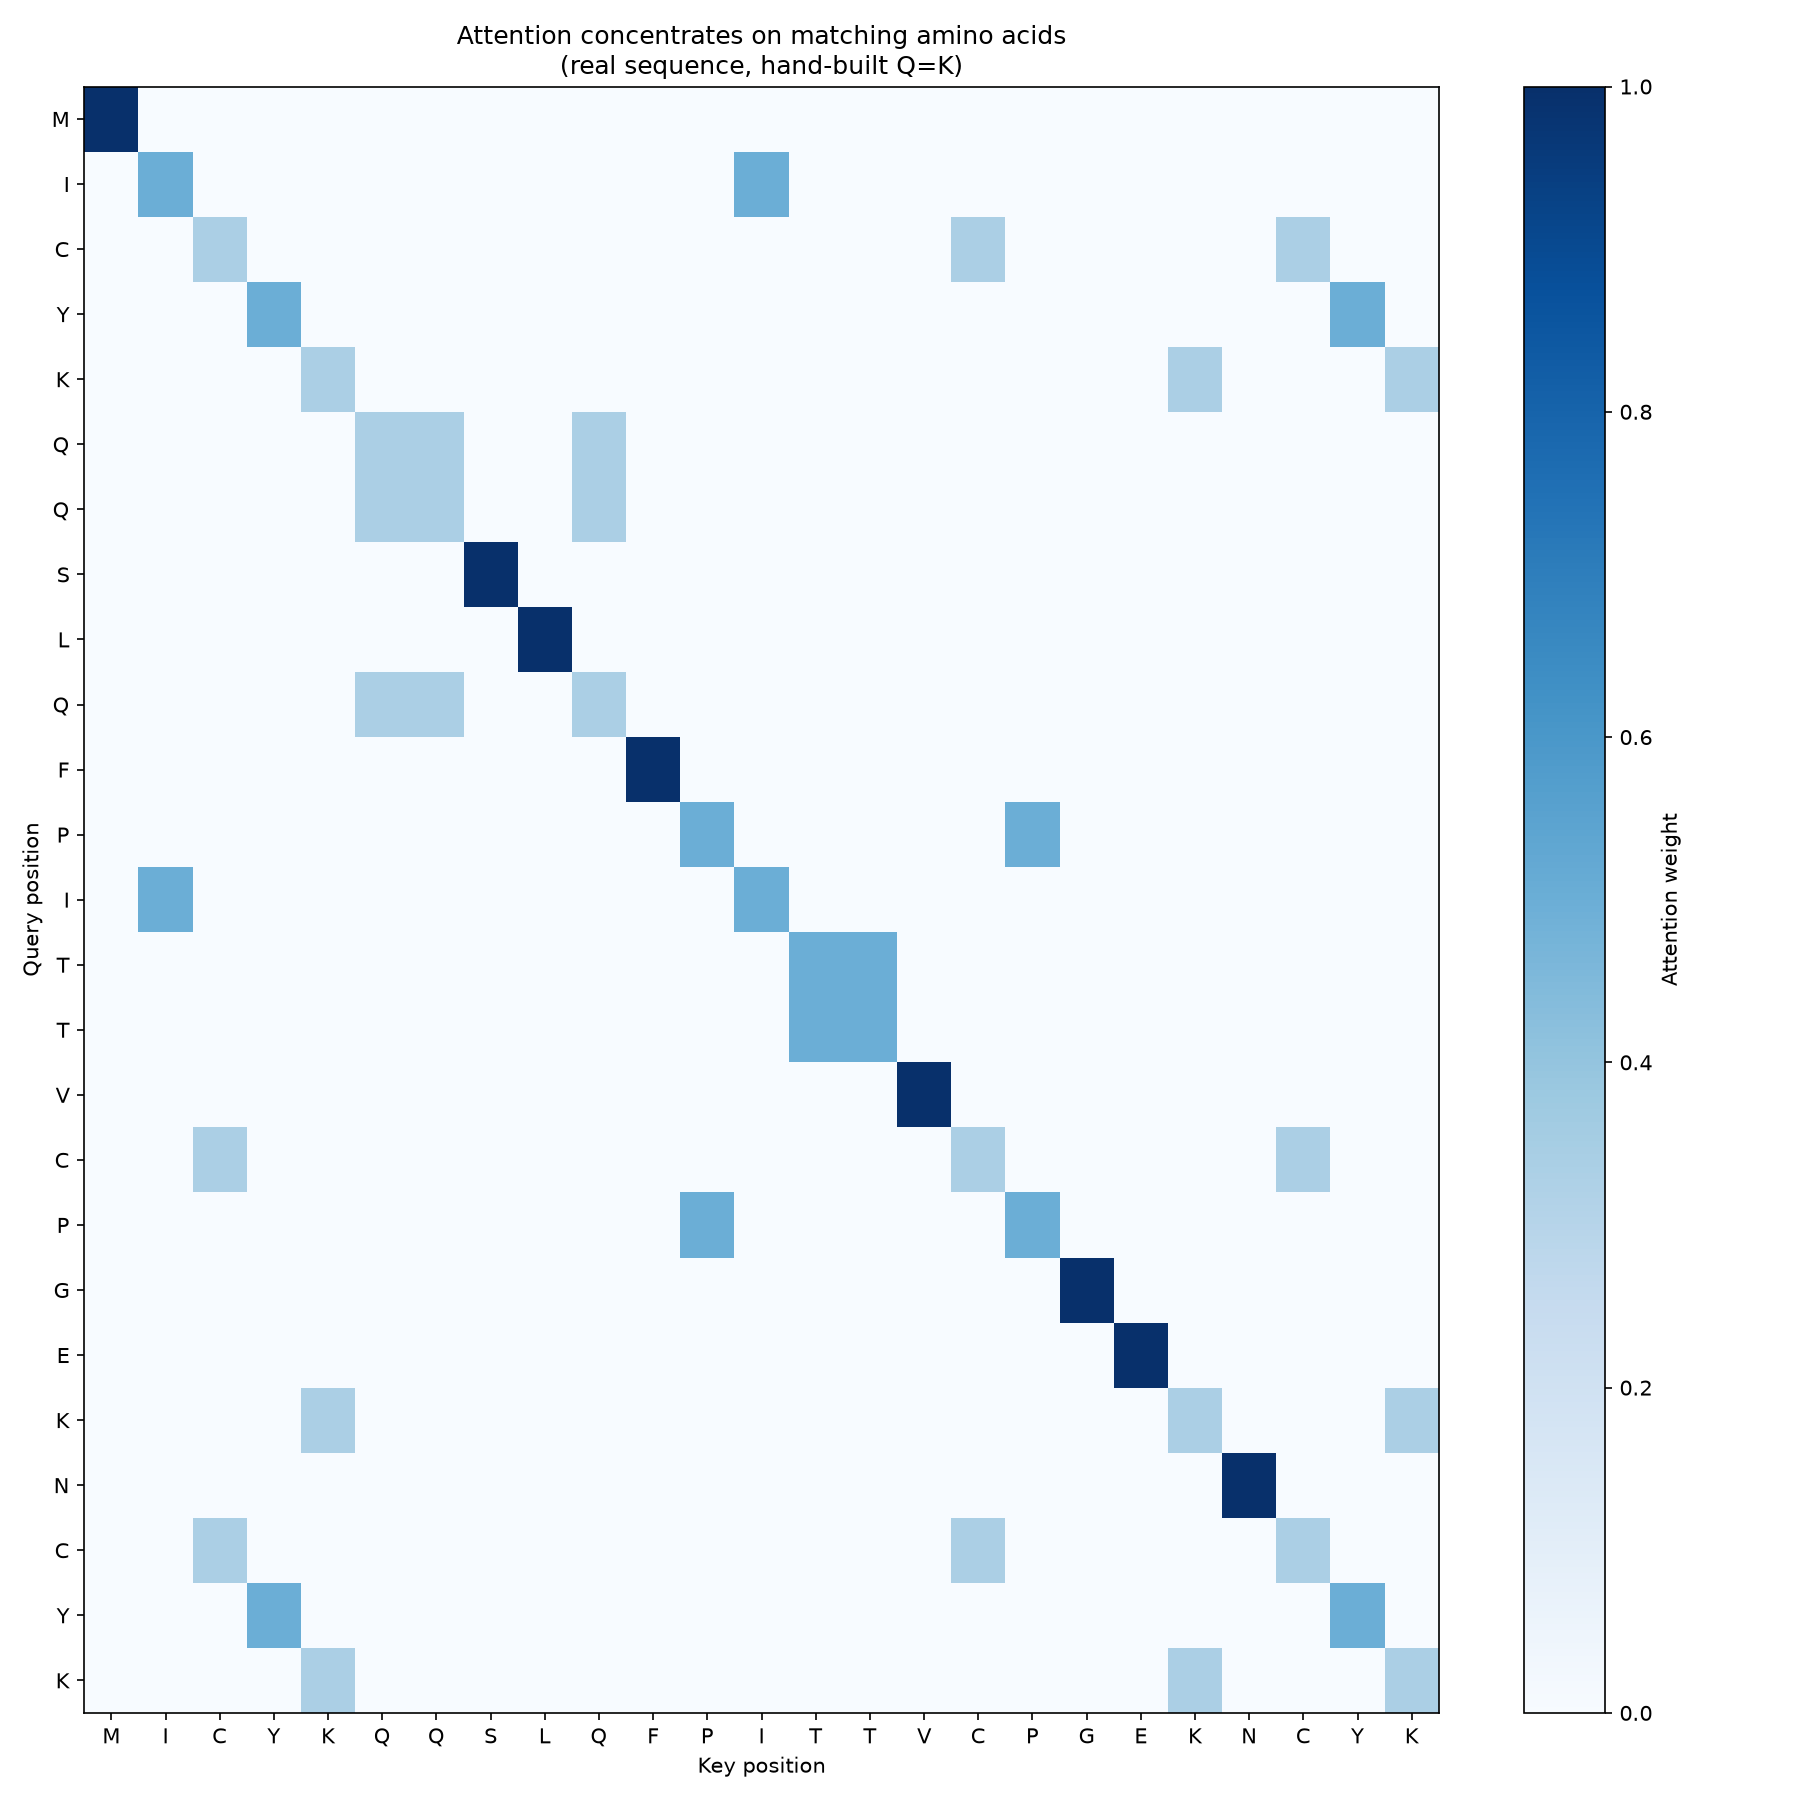 Attention concentrates on matching amino acids
(real sequence, hand-built Q=K)
M
I
C
Y
K
Q
Q
S
L
Q
F
P
I
T
T
V
C
P
G
E
K
N
C
Y
K
Query position
M I C Y K Q Q S L Q F P I T T V C P G E K N C Y K
Key position
1.0
0.8
0.6
0.4
0.2
0.0
Attention weight